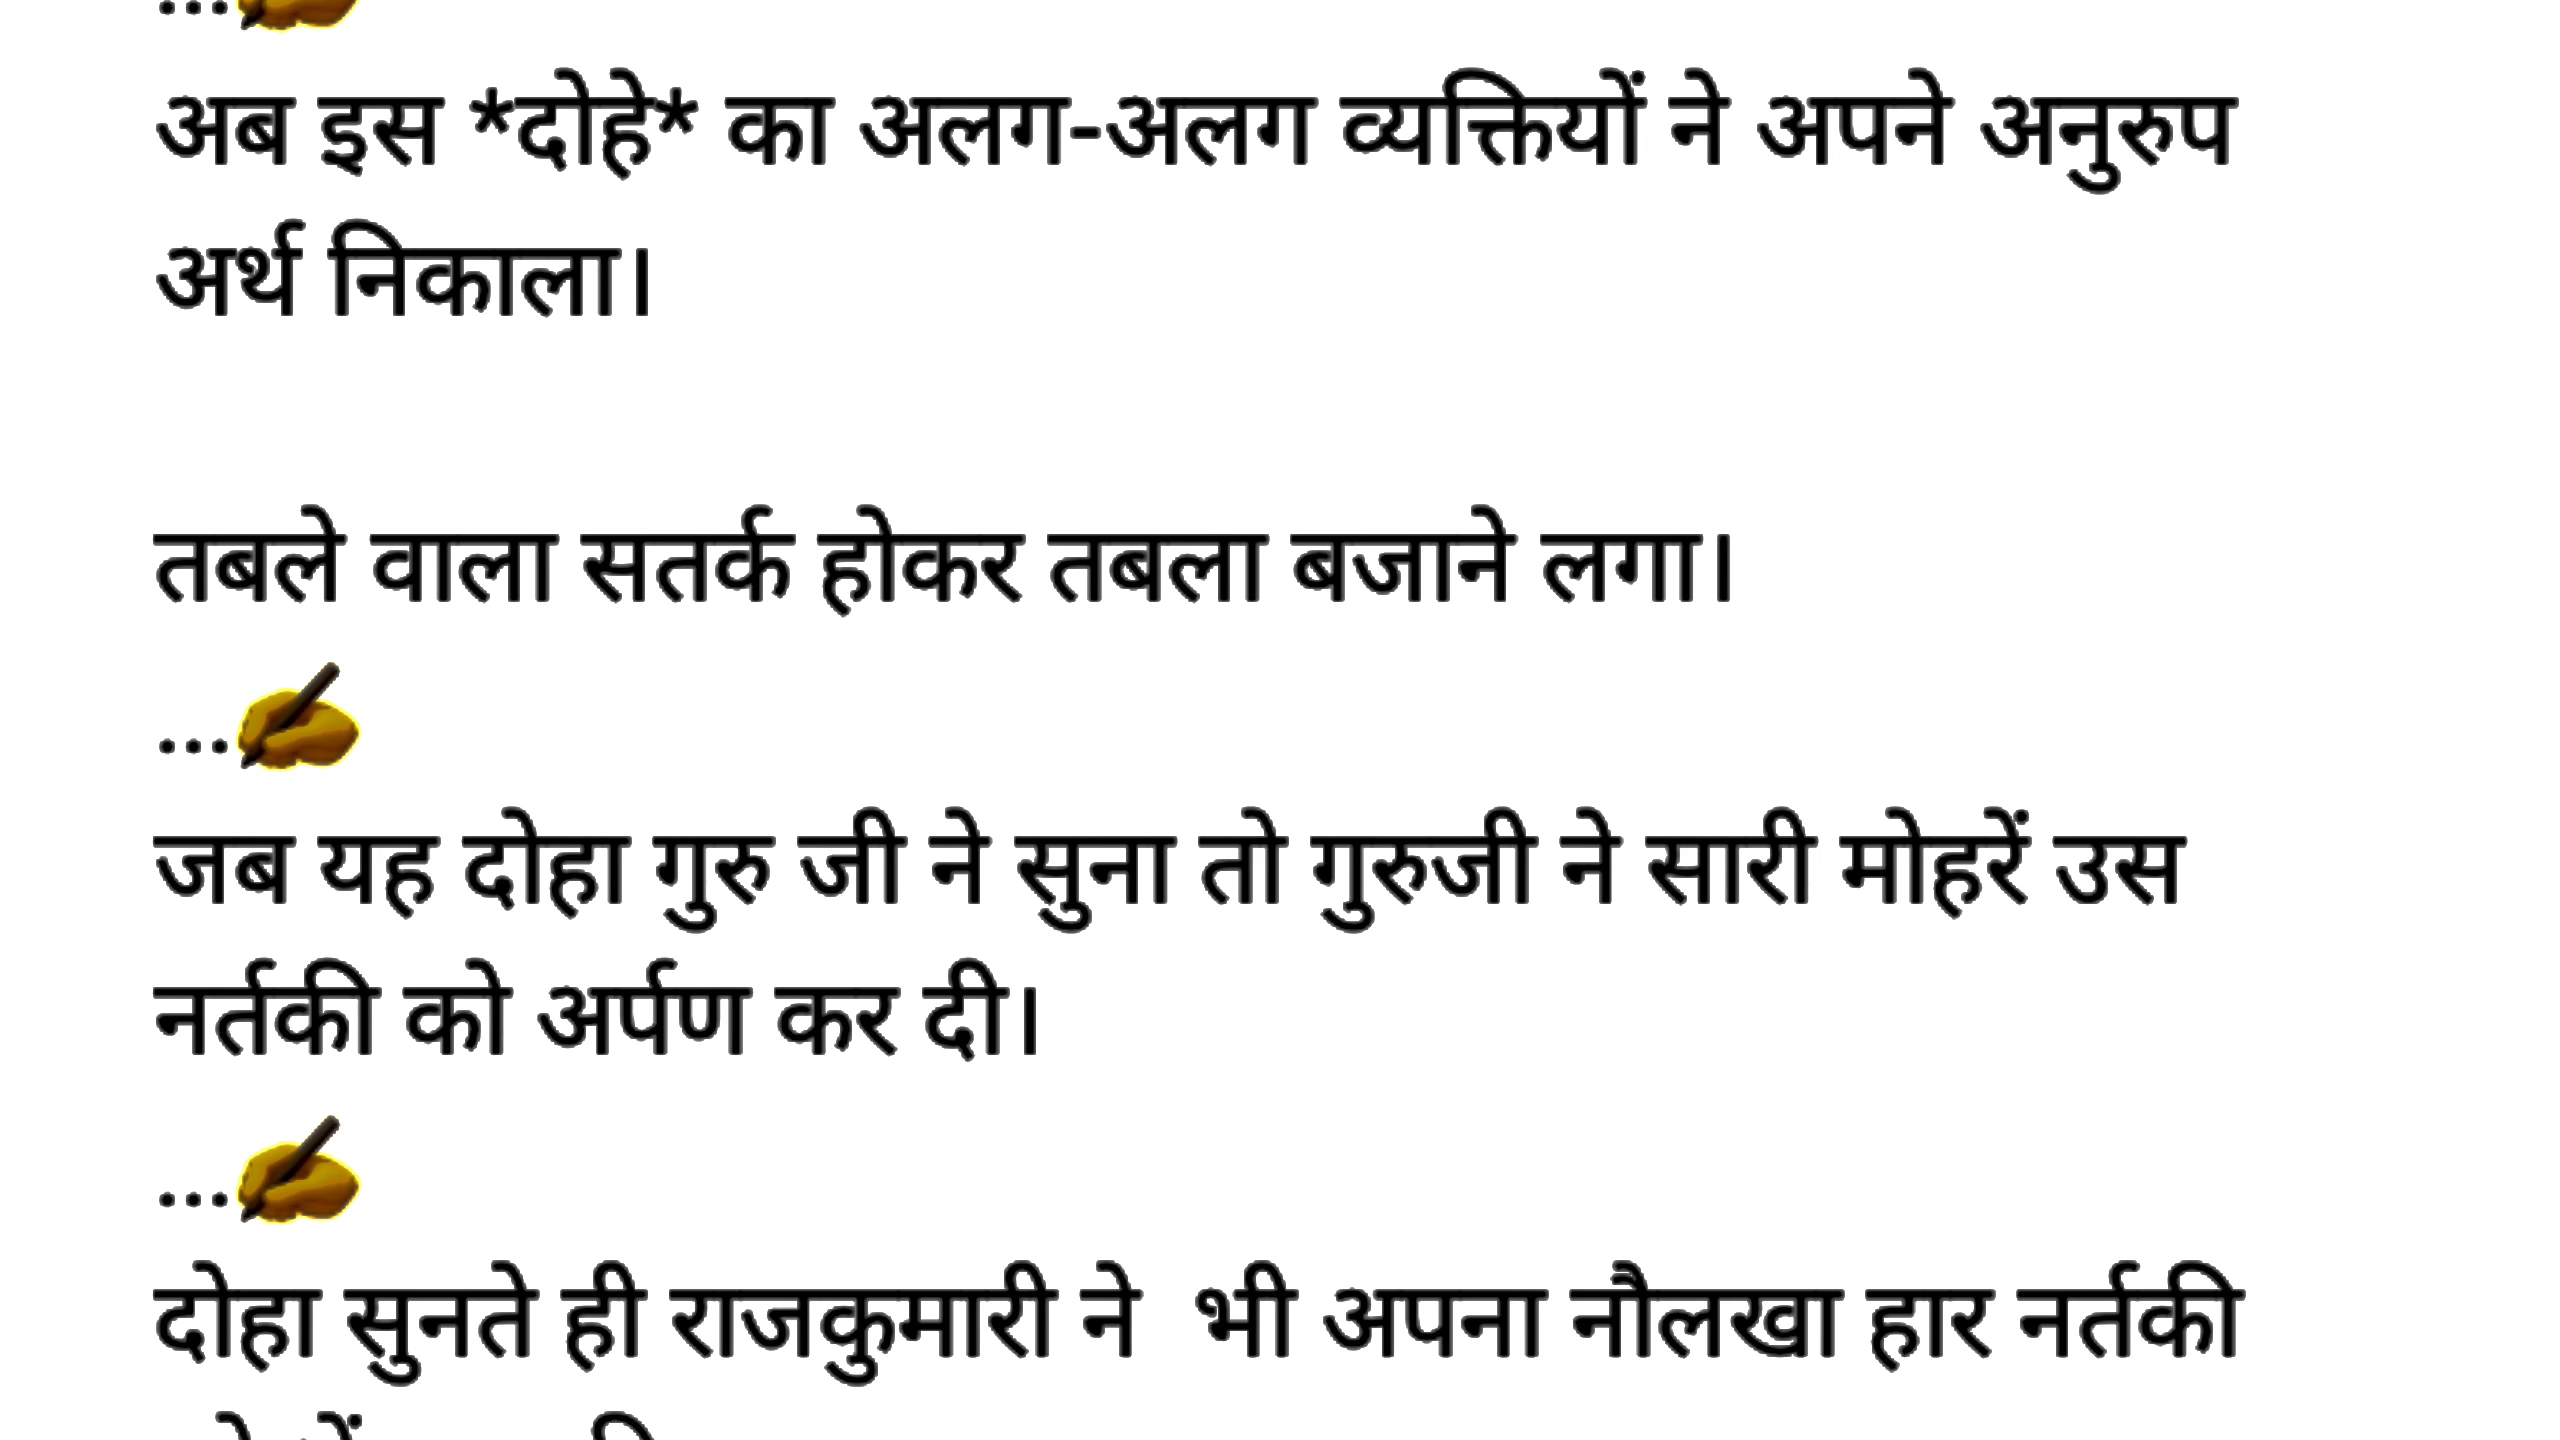 ...✍️
अब इस *दोहे* का अलग-अलग व्यक्तियों ने अपने अनुरुप
अर्थ निकाला।
तबले वाला सतर्क होकर तबला बजाने लगा।
...✍️
जब यह दोहा गुरु जी ने सुना तो गुरुजी ने सारी मोहरें उस
नर्तकी को अर्पण कर दी।
...✍️
दोहा सुनते ही राजकुमारी ने  भी अपना नौलखा हार नर्तकी